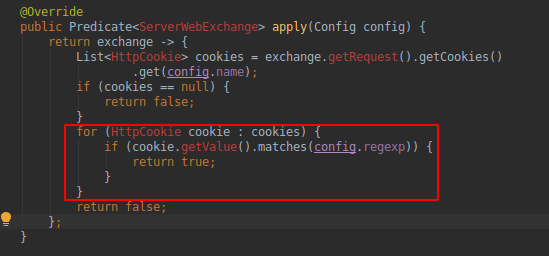 @Override
public Predicate<ServerWebExchange> apply(Config config) {
return exchange -> {
List<HttpCookie> cookies = exchange.getRequest().getCookies()
.get(config.name);
if (cookies == null) {
return false;
}
for (HttpCookie cookie : cookies) {
if (cookie.getValue().matches(config.regexp)) {
return true;
}
}
return false;
};
}